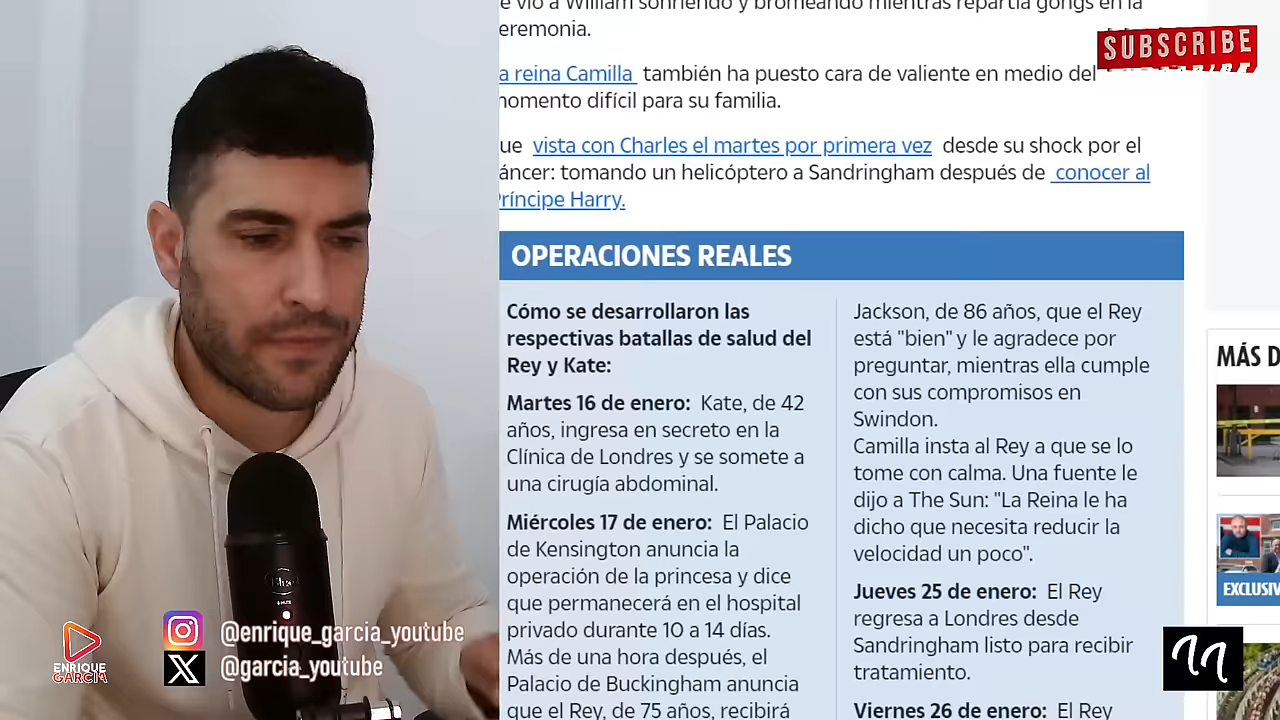 e vio a William sonriendo y bromeando mientras repartía gongs en la
eremonia.
a reina Camilla también ha puesto cara de valiente en medio del
momento difícil para su familia.
ue vista con Charles el martes por primera vez desde su shock por el
áncer: tomando un helicóptero a Sandringham después de conocer al
Príncipe Harry.
SUBSCRIBE
OPERACIONES REALES
Cómo se desarrollaron las
respectivas batallas de salud del
Rey y Kate:
Martes 16 de enero: Kate, de 42
años, ingresa en secreto en la
Clínica de Londres y se somete a
una cirugía abdominal.
Miércoles 17 de enero: El Palacio
de Kensington anuncia la
operación de la princesa y dice
que permanecerá en el hospital
privado durante 10 a 14 días.
Más de una hora después, el
Palacio de Buckingham anuncia
que el Rey, de 75 años, recibirá
Jackson, de 86 años, que el Rey
está "bien" y le agradece por
preguntar, mientras ella cumple
con sus compromisos en
Swindon.
Camilla insta al Rey a que se lo
tome con calma. Una fuente le
dijo a The Sun: "La Reina le ha
dicho que necesita reducir la
velocidad un poco".
Jueves 25 de enero: El Rey
regresa a Londres desde
Sandringham listo para recibir
tratamiento.
Viernes 26 de enero: El Rey
MÁS D
EXCLUSIV
Blue
ENRIQUE
GARCIA
@enrique_garcia_youtube
@garcia_youtube